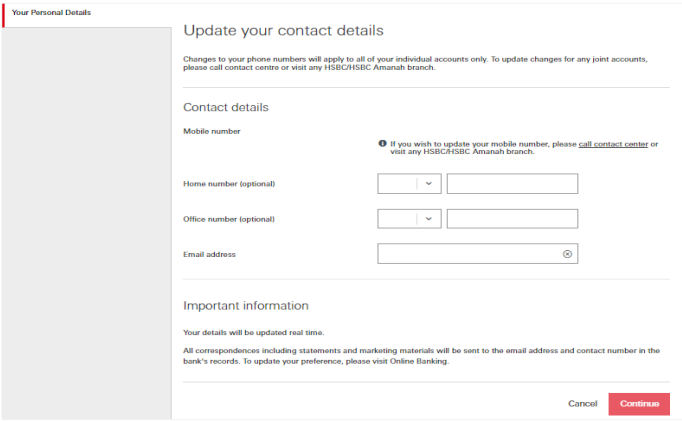 Your Personal Details
Update your contact details
Changes to your phone numbers will apply to all of your individual accounts only. To update changes for any joint accounts,
please call contact centre or visit any HSBC/HSBC Amanah branch.
Contact details
Mobile number
If you wish to update your mobile number, please call contact center or
visit any HSBC/HSBC Amanah branch.
Home number (optional)
Office number (optional)
Email address
Important information
Your details will be updated real time.
All correspondences including statements and marketing materials will be sent to the email address and contact number in the
bank's records. To update your preference, please visit Online Banking.
Cancel Continue